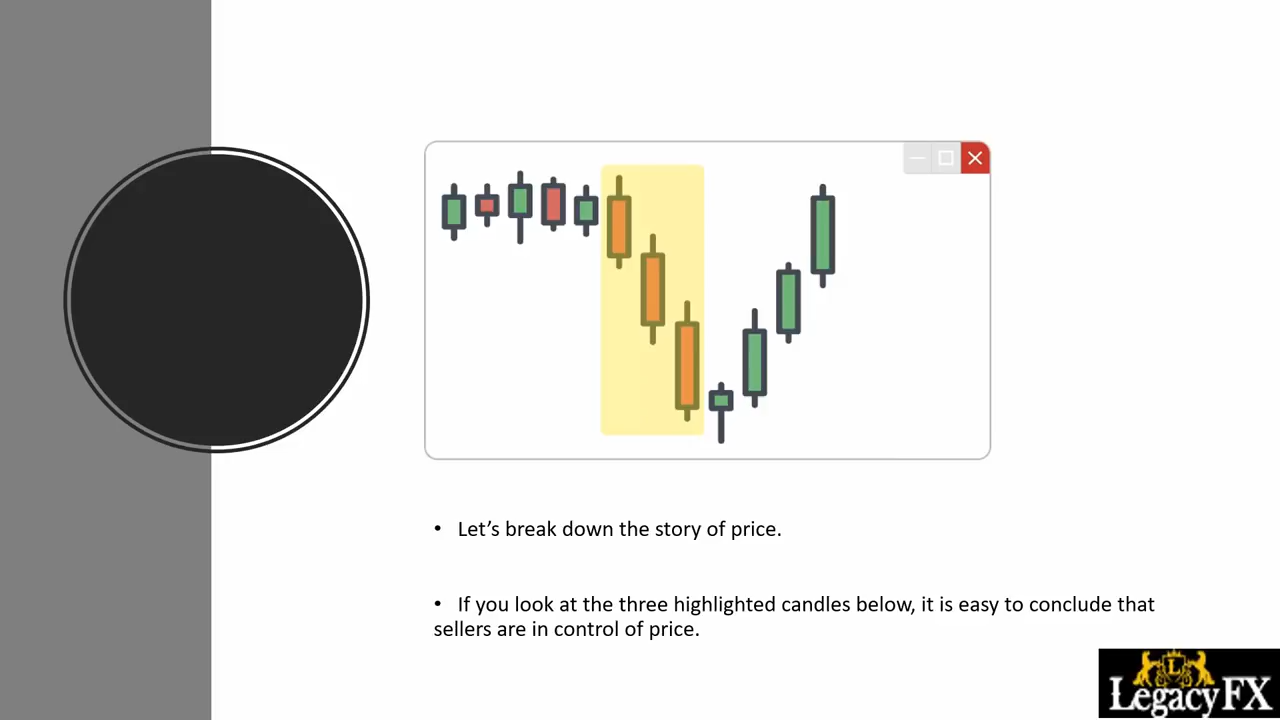 • Let’s break down the story of price.
• If you look at the three highlighted candles below, it is easy to conclude that
sellers are in control of price.
L
LegacyFX